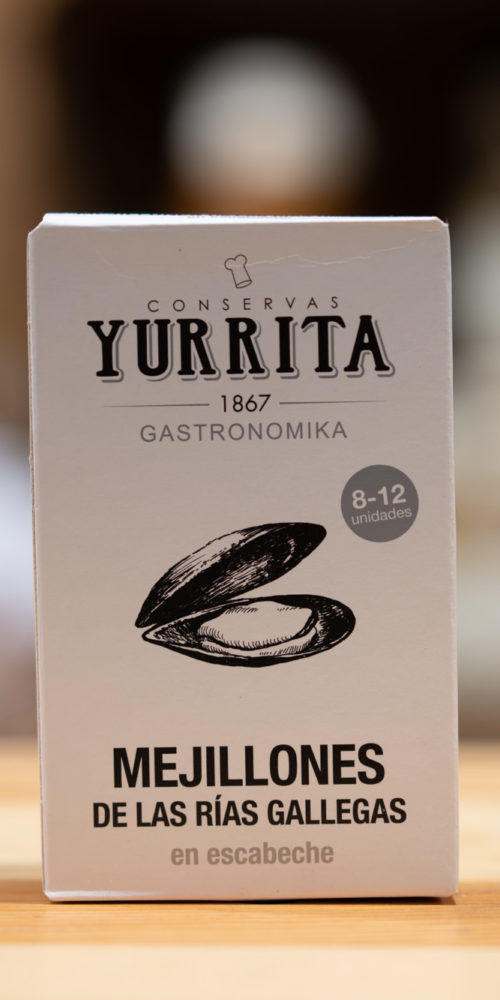 CONSERVAS
YURRITA
1867
GASTRONOMIKA
8-12
unidades
MEJILLONES
DE LAS RÍAS GALLEGAS
en escabeche